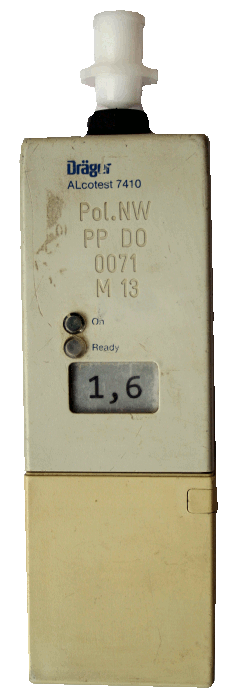 Dräger
ALcotest 7410
Pol.NW
PP DO
0071
M 13
On
Ready
1,6